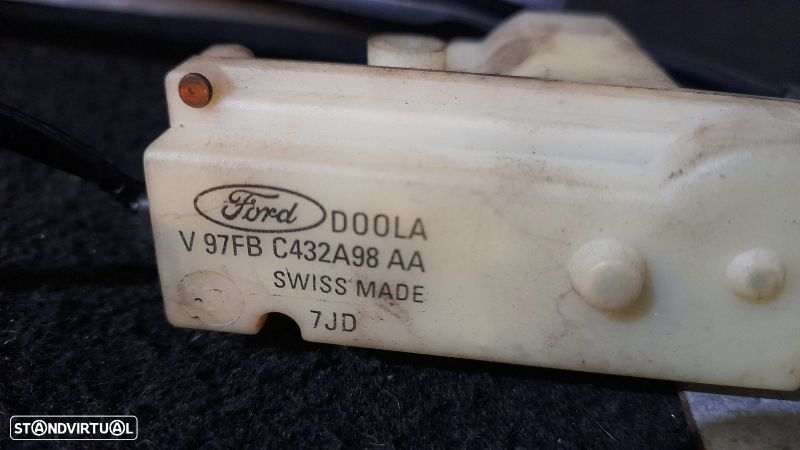 Ford DOOLA
V 97FB C432A98 AA
SWISS MADE
7JD
STANDVIRTUAL